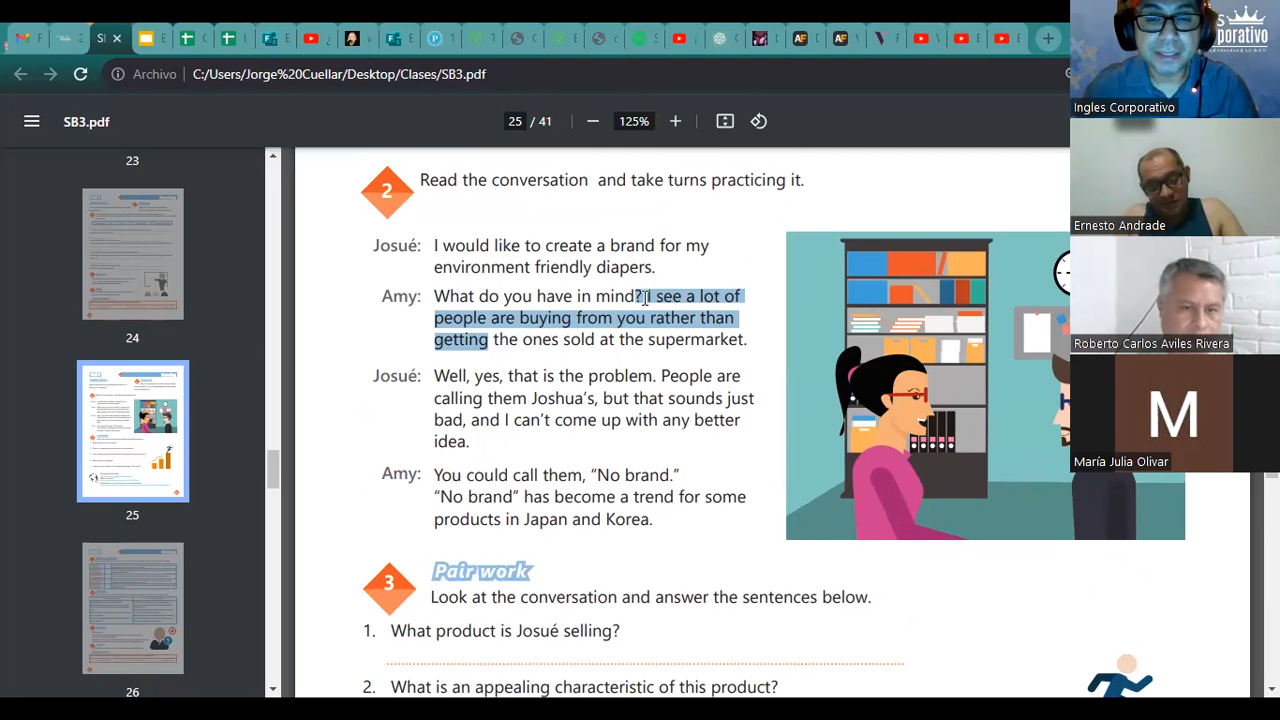 Archivo
C:/Users/Jorge%20Cuellar/Desktop/Clases/SB3.pdf
SB3.pdf
25 / 41
125%
23
24
25
26
2
Read the conversation and take turns practicing it.
Josué: I would like to create a brand for my
environment friendly diapers.
Amy: What do you have in mind? I see a lot of
people are buying from you rather than
getting the ones sold at the supermarket.
Josué: Well, yes, that is the problem. People are
calling them Joshua's, but that sounds just
bad, and I can't come up with any better
idea.
Amy: You could call them, “No brand.”
“No brand” has become a trend for some
products in Japan and Korea.
3
Pair work
Look at the conversation and answer the sentences below.
1. What product is Josué selling?
2. What is an appealing characteristic of this product?
Ingles Corporativo
Ernesto Andrade
Roberto Carlos Aviles Rivera
M
María Julia Olivar